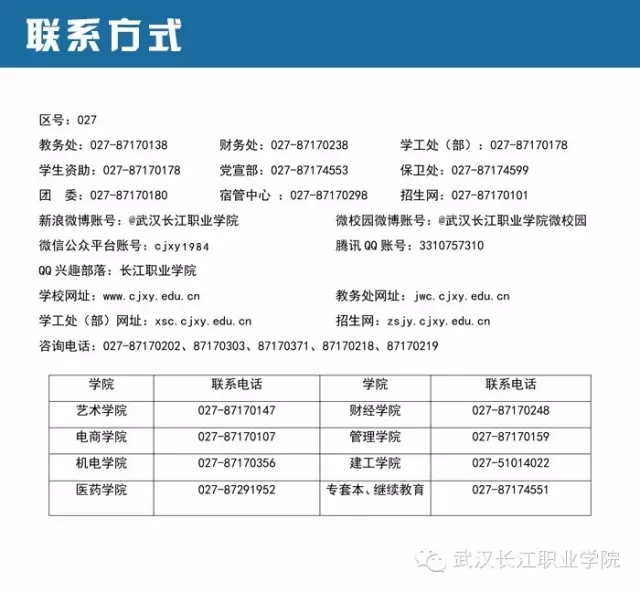 联系方式
区号：027
教务处：027-87170138 财务处：027-87170238 学工处（部）：027-87170178
学生资助：027-87170178 党宣部：027-87174553 保卫处：027-87174599
团 委：027-87170180 宿管中心 ：027-87170298 招生网：027-87170101
新浪微博账号：@武汉长江职业学院 微校园微博账号：@武汉长江职业学院微校园
微信公众平台账号：cjxy1984 腾讯QQ账号：3310757310
QQ兴趣部落：长江职业学院
学校网址：www.cjxy.edu.cn 教务处网址：jwc.cjxy.edu.cn
学工处（部）网址：xsc.cjxy.edu.cn 招生网：zsjy.cjxy.edu.cn
咨询电话：027-87170202、87170303、87170371、87170218、87170219
学院 联系电话 学院 联系电话
艺术学院 027-87170147 财经学院 027-87170248
电商学院 027-87170107 管理学院 027-87170159
机电学院 027-87170356 建工学院 027-51014022
医药学院 027-87291952 专套本、继续教育 027-87174551
武汉长江职业学院